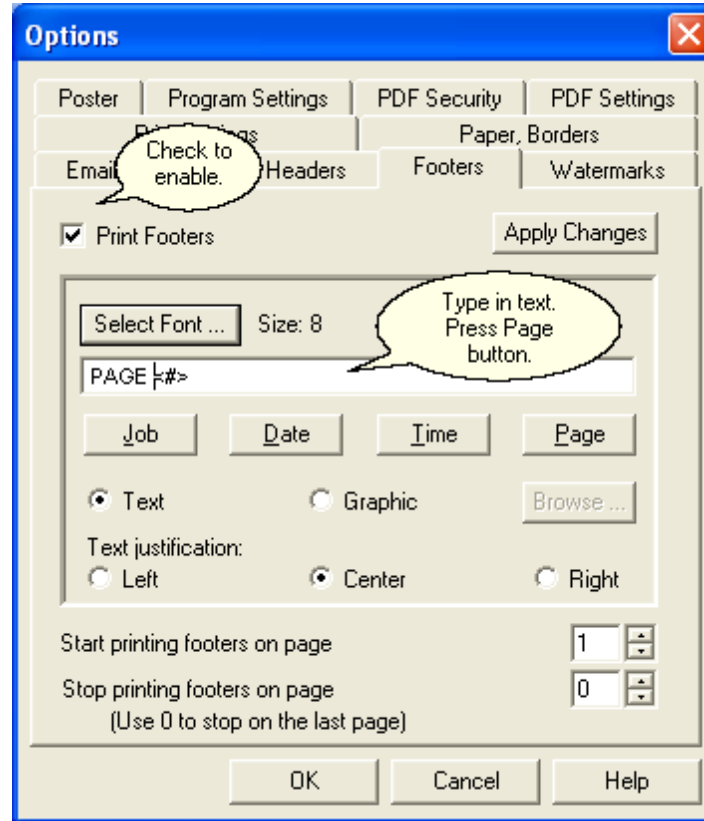 Options
Poster Program Settings PDF Security PDF Settings
Paper, Borders
Check to
enable.
Headers Footers Watermarks
Print Footers Apply Changes
Select Font ... Size: 8
Type in text.
Press Page
button.
PAGE <#>
Job Date Time Page
Text Graphic Browse ...
Text justification:
Left Center Right
Start printing footers on page 1
Stop printing footers on page 0
(Use 0 to stop on the last page)
OK Cancel Help